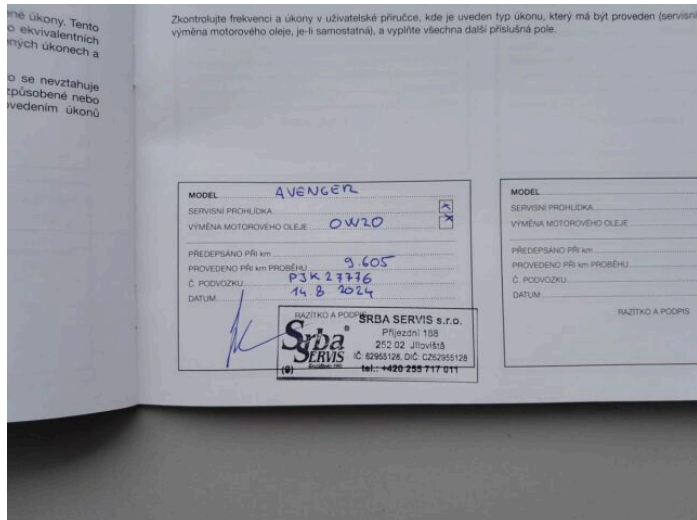 né úkony. Tento
o ekvivalentních
ných úkonech a
o se nevztahuje
způsobené nebo
ovedením úkonů
Zkontrolujte frekvenci a úkony v uživatelské příručce, kde je uveden typ úkonu, který má být proveden (servisní
výměna motorového oleje, je-li samostatná), a vyplňte všechna další příslušná pole.
MODEL AVENGER
SERVISNÍ PROHLÍDKA X
VÝMĚNA MOTOROVÉHO OLEJE 0W20 X
PŘEDEPSÁNO PŘI km
PROVEDENO PŘI km PROBĚHU 9.605
Č. PODVOZKU PJK27776
DATUM 14.8 2024
RAZÍTKO A PODPIS
Srba SERVIS
(9)
SRBA SERVIS s.r.o.
Příjezdní 188
252 02 Jíloviště
IČ: 62955128, DIČ: CZ62955128
tel.: +420 255 717 011
MODEL
SERVISNÍ PROHLÍDKA
VÝMĚNA MOTOROVÉHO OLEJE
PŘEDEPSÁNO PŘI km
PROVEDENO PŘI km PROBĚHU
Č. PODVOZKU
DATUM
RAZÍTKO A PODPIS